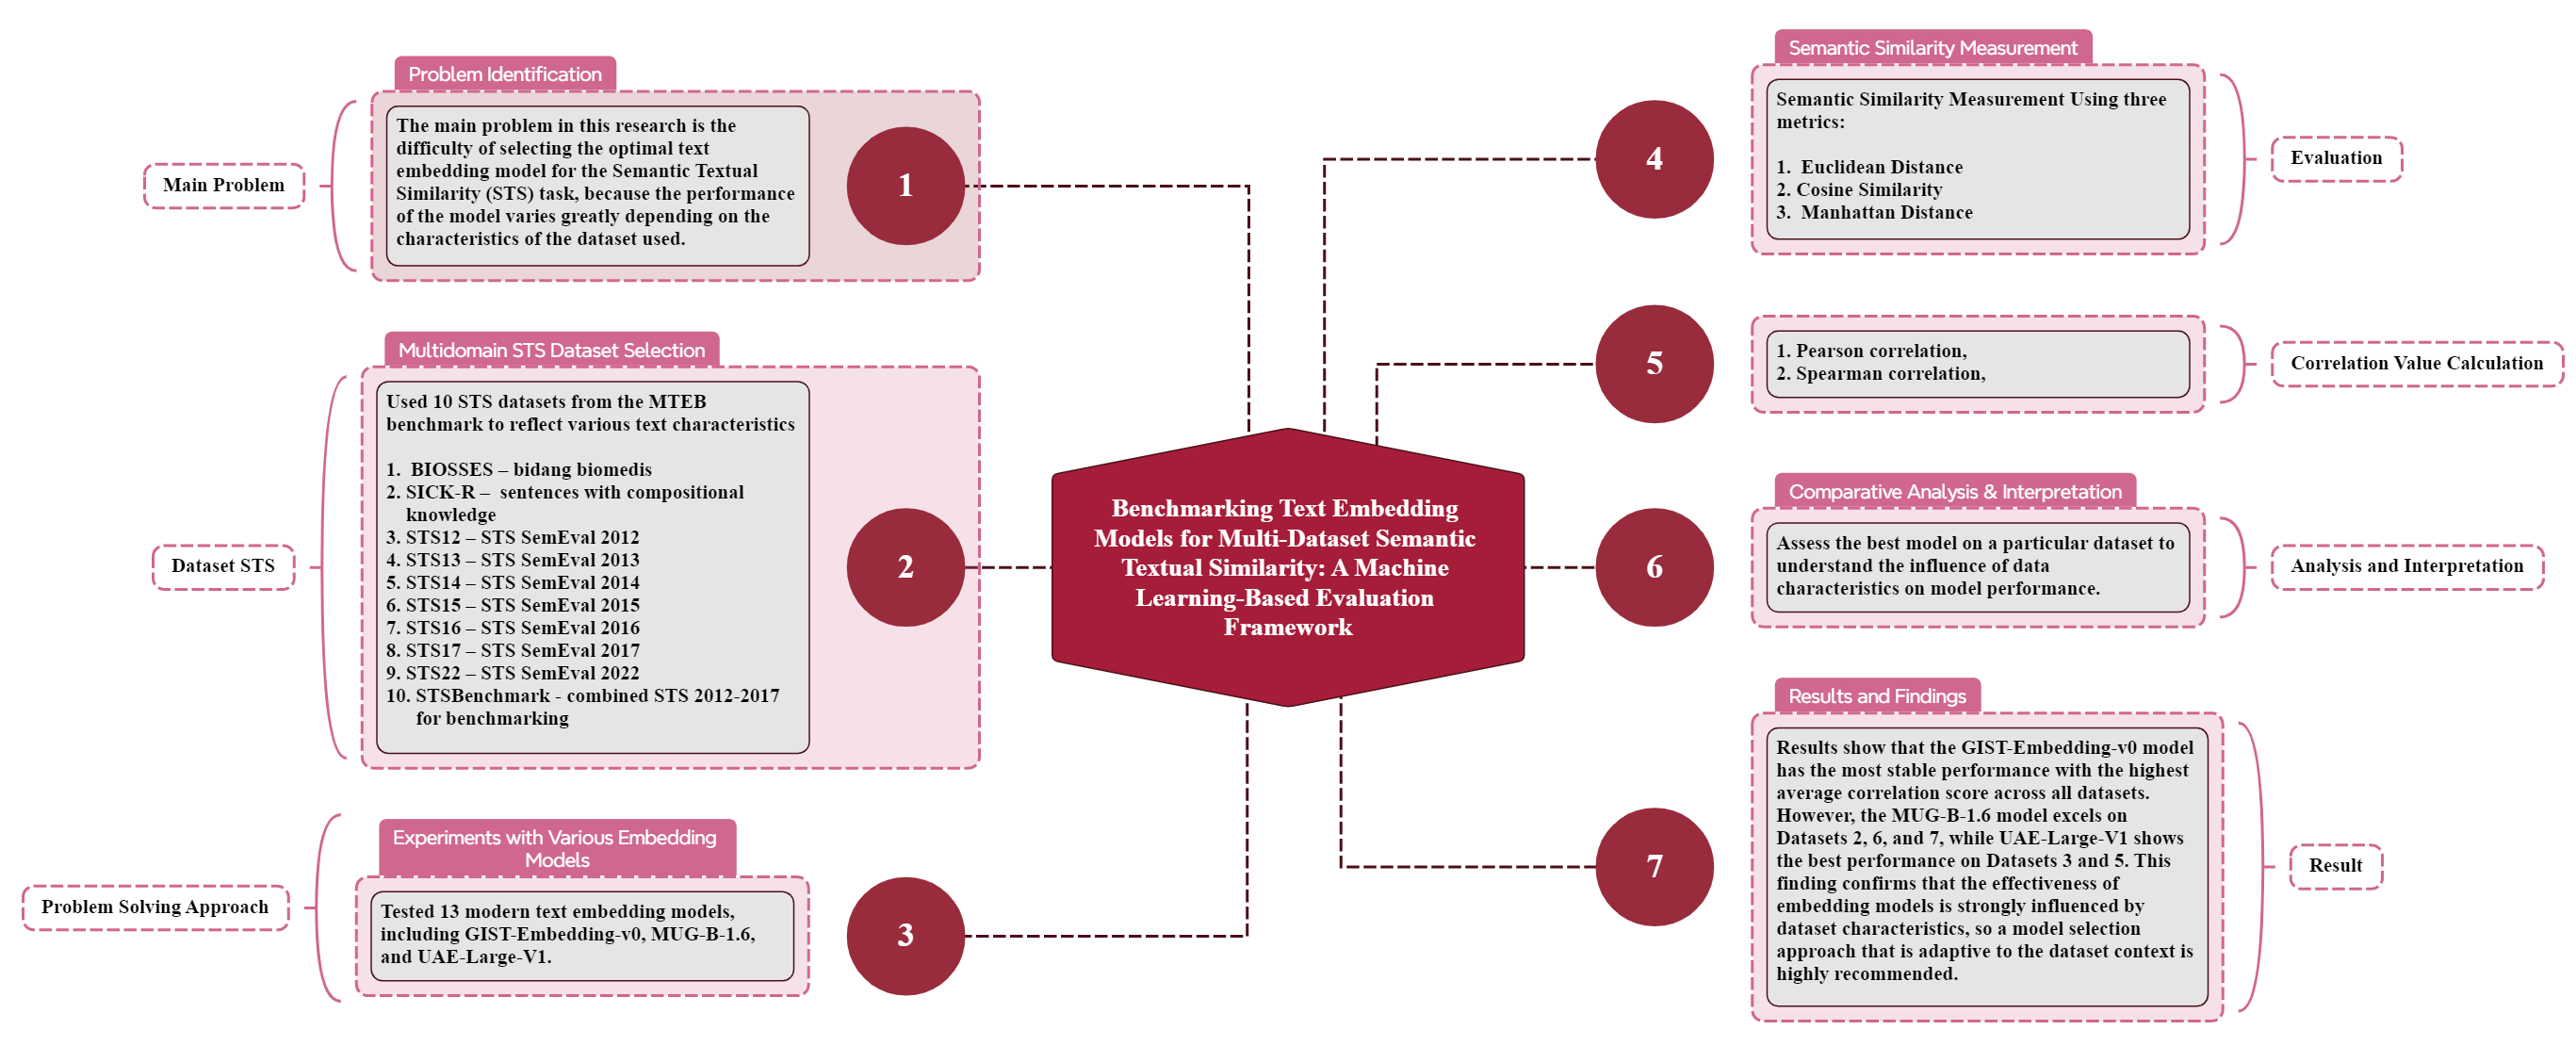 Problem Identification
Main Problem
The main problem in this research is the
difficulty of selecting the optimal text
embedding model for the Semantic Textual
Similarity (STS) task, because the performance
of the model varies greatly depending on the
characteristics of the dataset used.
1
Multidomain STS Dataset Selection
Dataset STS
Used 10 STS datasets from the MTEB
benchmark to reflect various text characteristics
1. BIOSSES – bidang biomedis
2. SICK-R – sentences with compositional
knowledge
3. STS12 – STS SemEval 2012
4. STS13 – STS SemEval 2013
5. STS14 – STS SemEval 2014
6. STS15 – STS SemEval 2015
7. STS16 – STS SemEval 2016
8. STS17 – STS SemEval 2017
9. STS22 – STS SemEval 2022
10. STSBenchmark - combined STS 2012-2017
for benchmarking
2
Experiments with Various Embedding
Models
Problem Solving Approach
Tested 13 modern text embedding models,
including GIST-Embedding-v0, MUG-B-1.6,
and UAE-Large-V1.
3
Benchmarking Text Embedding
Models for Multi-Dataset Semantic
Textual Similarity: A Machine
Learning-Based Evaluation
Framework
4
Semantic Similarity Measurement
Semantic Similarity Measurement Using three
metrics:
1. Euclidean Distance
2. Cosine Similarity
3. Manhattan Distance
Evaluation
5
1. Pearson correlation,
2. Spearman correlation,
Correlation Value Calculation
6
Comparative Analysis & Interpretation
Assess the best model on a particular dataset to
understand the influence of data
characteristics on model performance.
Analysis and Interpretation
7
Results and Findings
Results show that the GIST-Embedding-v0 model
has the most stable performance with the highest
average correlation score across all datasets.
However, the MUG-B-1.6 model excels on
Datasets 2, 6, and 7, while UAE-Large-V1 shows
the best performance on Datasets 3 and 5. This
finding confirms that the effectiveness of
embedding models is strongly influenced by
dataset characteristics, so a model selection
approach that is adaptive to the dataset context is
highly recommended.
Result